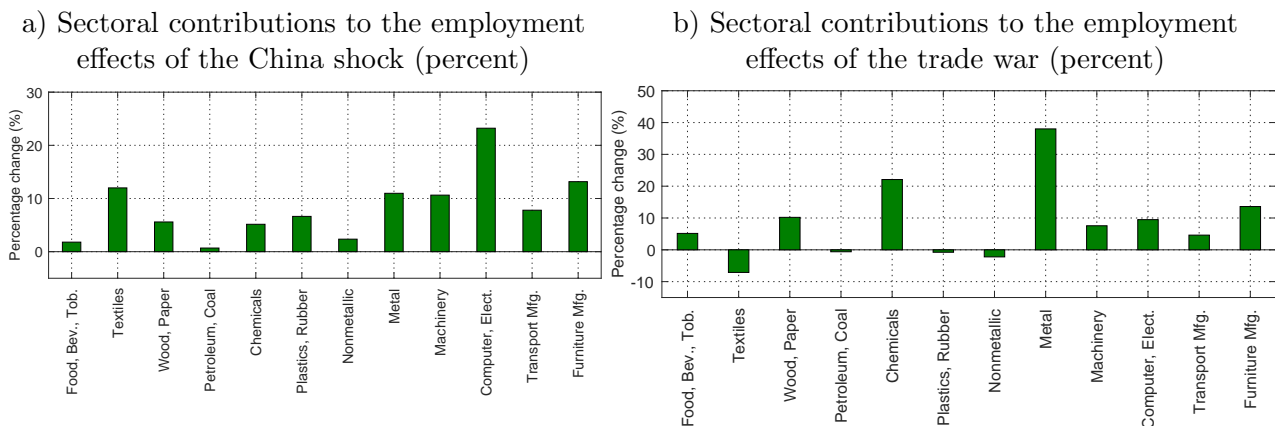 a) Sectoral contributions to the employment
effects of the China shock (percent)
30
20
10
0
Percentage change (%)
Food, Bev., Tob.
Textiles
Wood, Paper
Petroleum, Coal
Chemicals
Plastics, Rubber
Nonmetallic
Metal
Machinery
Computer, Elect.
Transport Mfg.
Furniture Mfg.
b) Sectoral contributions to the employment
effects of the trade war (percent)
50
40
30
20
10
0
-10
Percentage change (%)
Food, Bev., Tob.
Textiles
Wood, Paper
Petroleum, Coal
Chemicals
Plastics, Rubber
Nonmetallic
Metal
Machinery
Computer, Elect.
Transport Mfg.
Furniture Mfg.